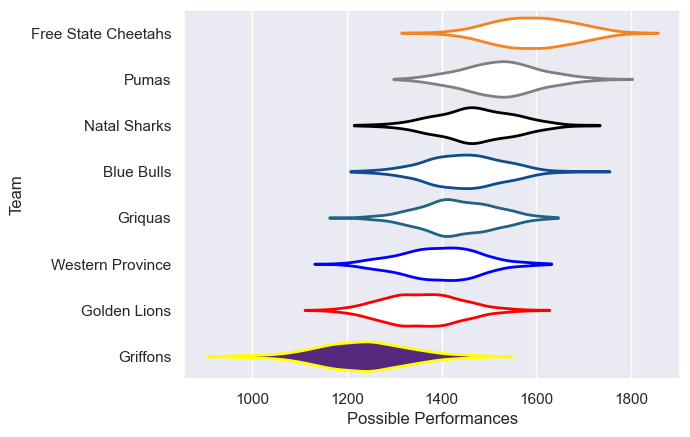 Free State Cheetahs
Pumas
Natal Sharks
Blue Bulls
Griquas
Western Province
Golden Lions
Griffons
Team
1000 1200 1400 1600 1800
Possible Performances